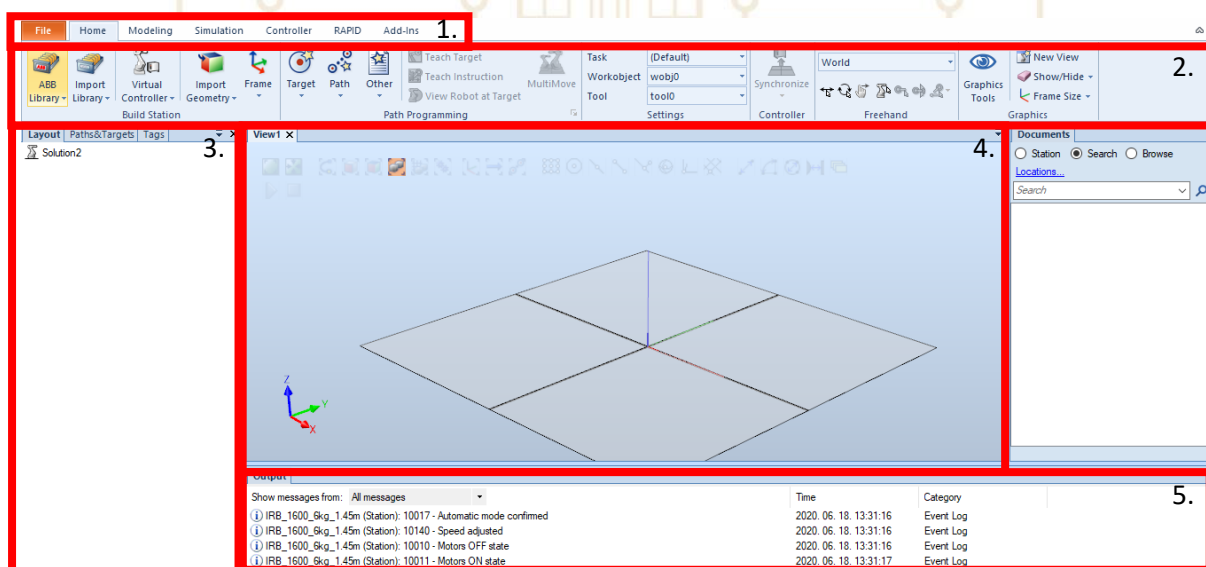 File Home Modeling Simulation Controller RAPID Add-Ins 1.
ABB Library Import Library Virtual Controller Import Geometry Frame Target Path Other Teach Target Teach Instruction View Robot at Target MultiMove Task (Default) Workobject wobj0 Tool tool0 Synchronize World Graphics Tools New View Show/Hide Frame Size 2.
Build Station Path Programming Settings Controller Freehand Graphics
Layout Paths&Targets Tags 3.
Solution2
View1 4.
Z
Y
X
Documents
Station Search Browse
Locations...
Search
Output
Show messages from: All messages Time Category 5.
IRB_1600_6kg_1.45m (Station): 10017 - Automatic mode confirmed 2020. 06. 18. 13:31:16 Event Log
IRB_1600_6kg_1.45m (Station): 10140 - Speed adjusted 2020. 06. 18. 13:31:16 Event Log
IRB_1600_6kg_1.45m (Station): 10010 - Motors OFF state 2020. 06. 18. 13:31:16 Event Log
IRB_1600_6kg_1.45m (Station): 10011 - Motors ON state 2020. 06. 18. 13:31:17 Event Log